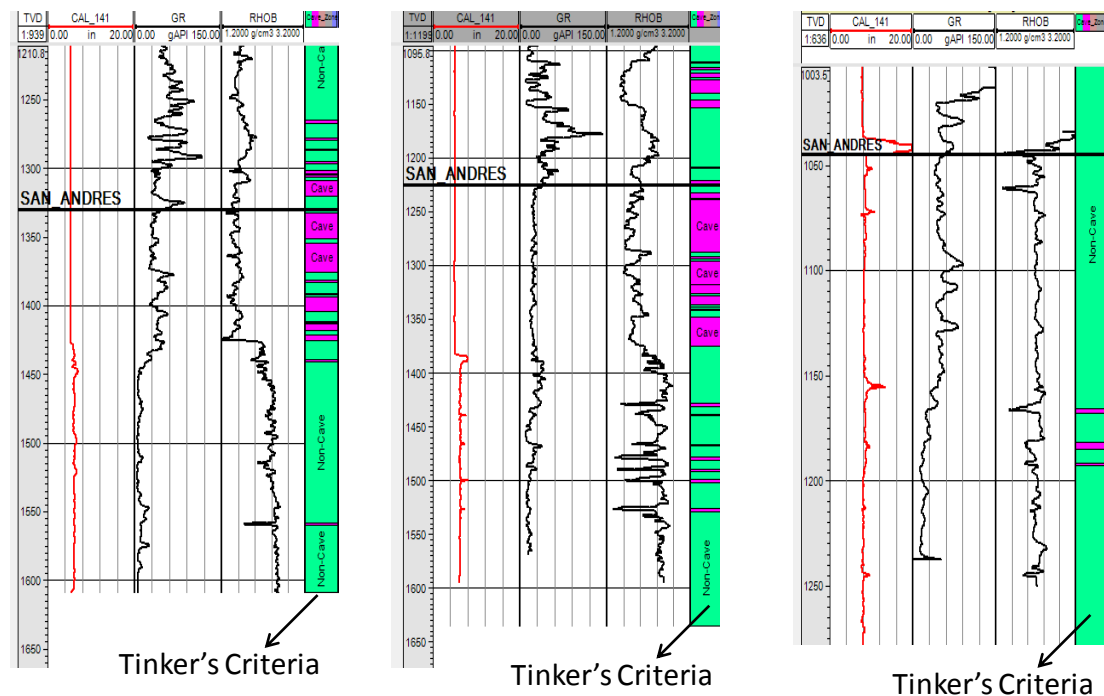 TVD CAL_141 GR RHOB
1:939 0.00 in 20.00 0.00 gAPI 150.00 1.2000 g/cm3 3.2000
1210.8
Non-Ca
1250
1300
Cave
SAN_ANDRES
Cave
1350
Cave
1400
1450
1500
Non-Cave
1550
Non-Cave
1600
1650
Tinker's Criteria
TVD CAL_141 GR RHOB
1:1199 0.00 in 20.00 0.00 gAPI 150.00 1.2000 g/cm3 3.2000
1095.8
1150
1200
SAN_ANDRES
1250
Cave
1300
Cave
1350
Cave
1400
1450
1500
1550
1600
Non-Cave
1650
Tinker's Criteria
TVD CAL_141 GR RHOB
1:636 0.00 in 20.00 0.00 gAPI 150.00 1.2000 g/cm3 3.2000
1003.5
SAN_ANDRES
1050
Non-Cave
1100
1150
1200
1250
Tinker's Criteria